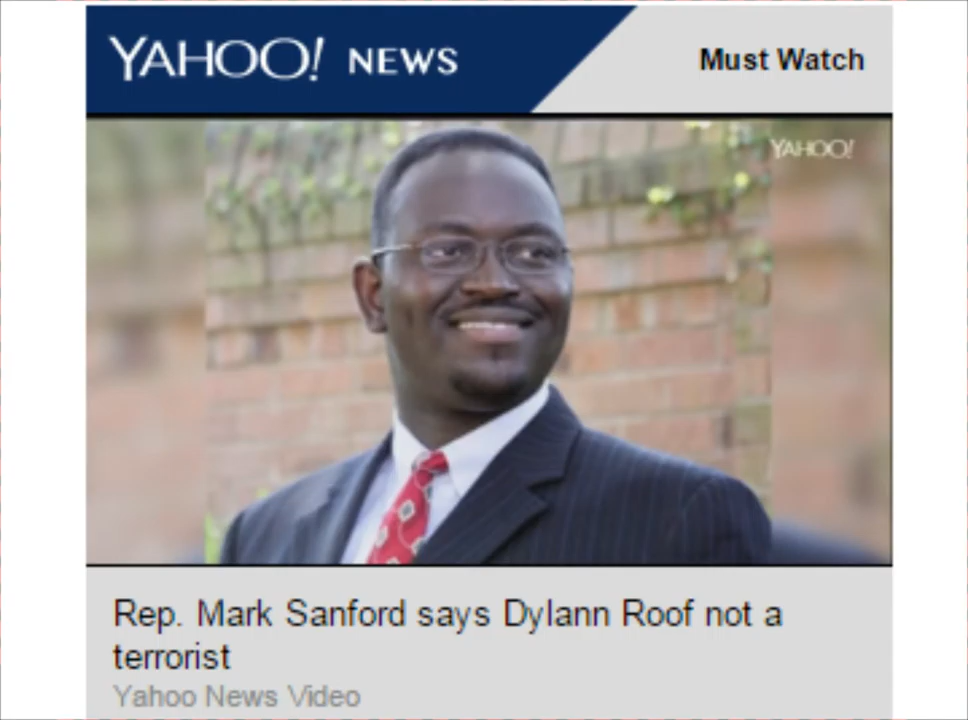 YAHOO! NEWS
Must Watch
YAHOO!
Rep. Mark Sanford says Dylann Roof not a
terrorist
Yahoo News Video